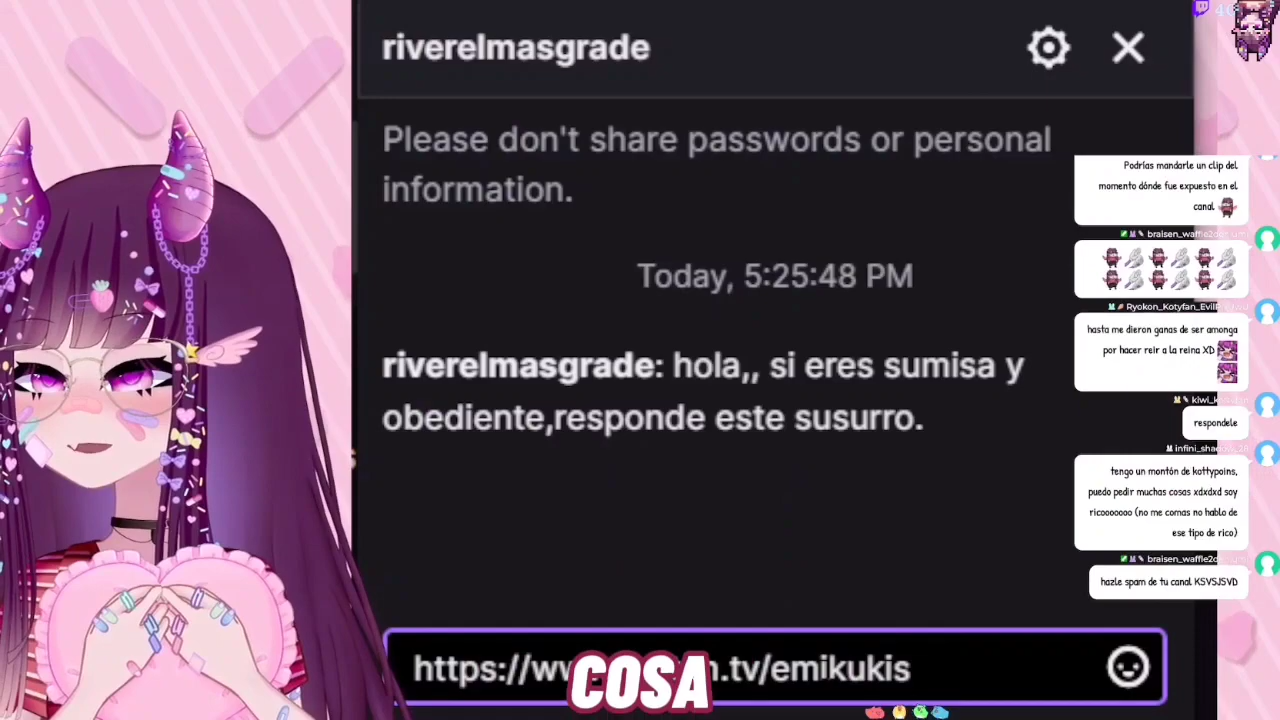 riverelmasgrade
Please don't share passwords or personal
information.
Today, 5:25:48 PM
riverelmasgrade: hola,, si eres sumisa y
obediente,responde este susurro.
https://ww
n.tv/emikukis
COSA
Podrías mandarle un clip del
momento dónde fue expuesto en el
canal
hasta me dieron ganas de ser amonga
por hacer reir a la reina XD
respondele
tengo un montón de kottypoins,
puedo pedir muchas cosas xdxdxd soy
ricooooooo (no me comas no hablo de
ese tipo de rico)
hazle spam de tu canal KSVSJSVD